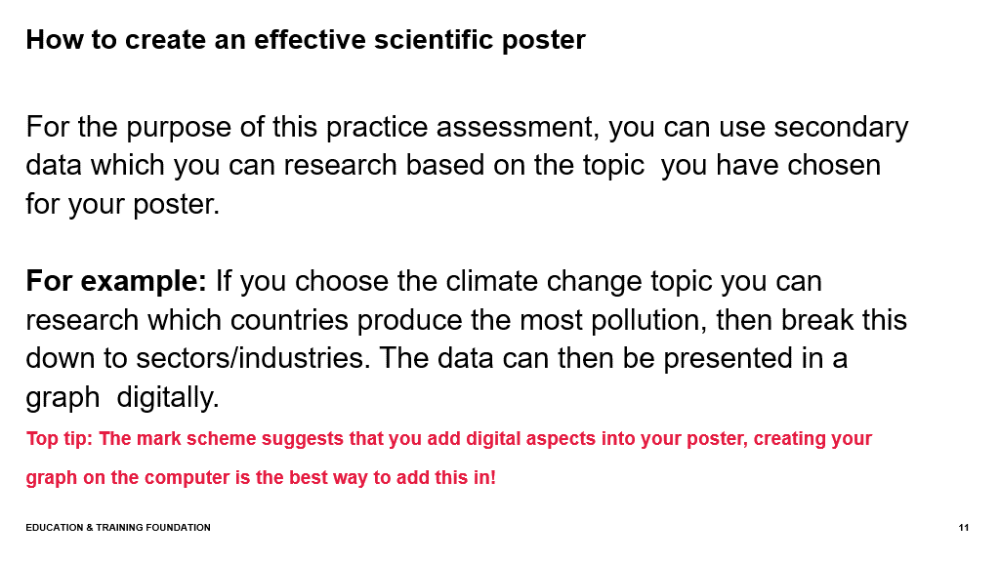 How to create an effective scientific poster
For the purpose of this practice assessment, you can use secondary
data which you can research based on the topic  you have chosen
for your poster.
For example: If you choose the climate change topic you can
research which countries produce the most pollution, then break this
down to sectors/industries. The data can then be presented in a
graph  digitally.
Top tip: The mark scheme suggests that you add digital aspects into your poster, creating your
graph on the computer is the best way to add this in!
EDUCATION & TRAINING FOUNDATION
11